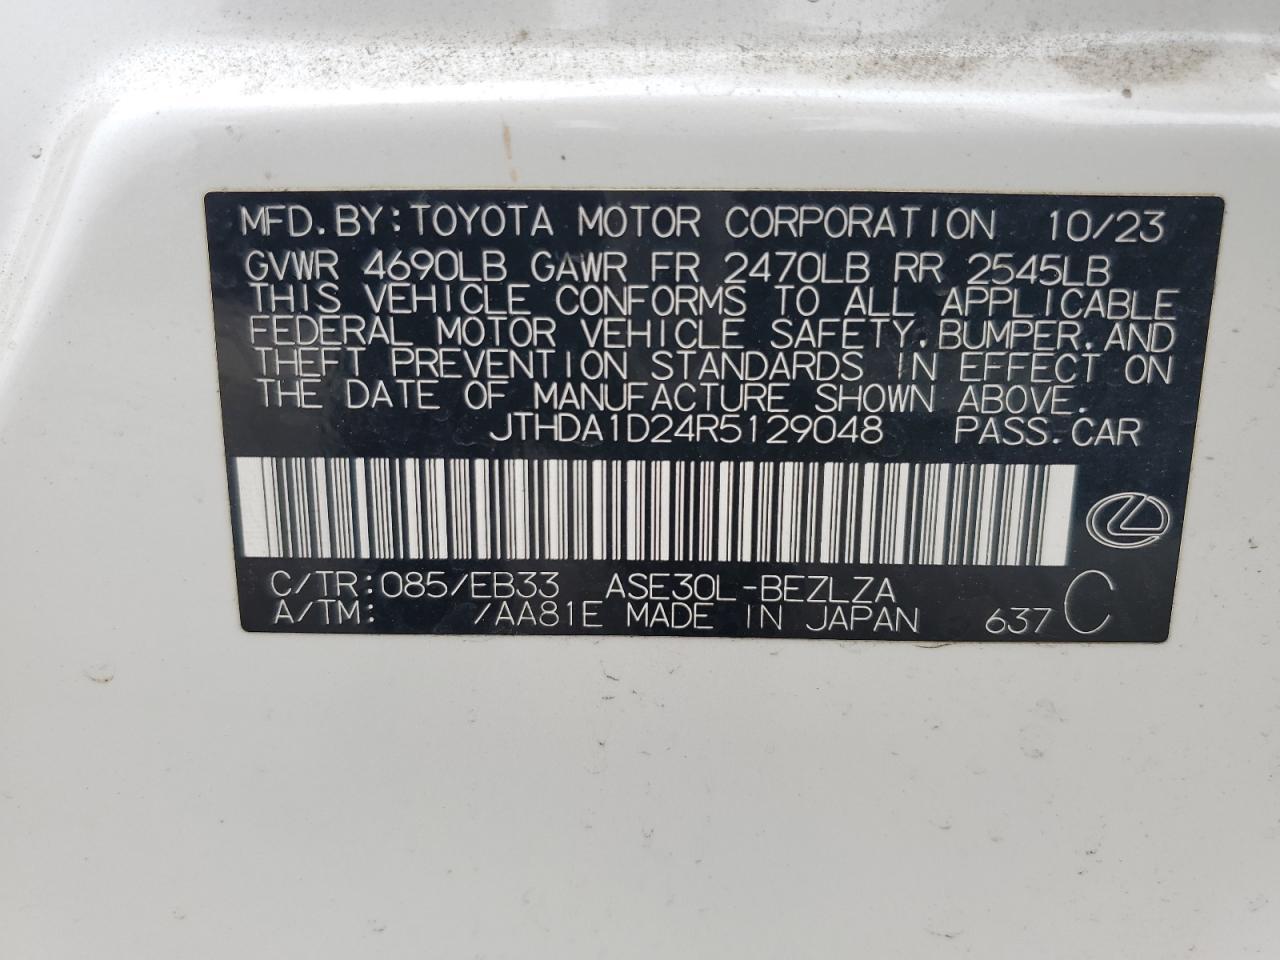 MFD.BY:TOYOTA MOTOR CORPORATION 10/23
GVWR 4690LB GAWR FR 2470LB RR 2545LB
THIS VEHICLE CONFORMS TO ALL APPLICABLE
FEDERAL MOTOR VEHICLE SAFETY,BUMPER,AND
THEFT PREVENTION STANDARDS IN EFFECT ON
THE DATE OF MANUFACTURE SHOWN ABOVE.
JTHDA1D24R5129048 PASS.CAR
C/TR:085/EB33 ASE30L-BEZLZA
A/TM: /AA81E MADE IN JAPAN 637 C